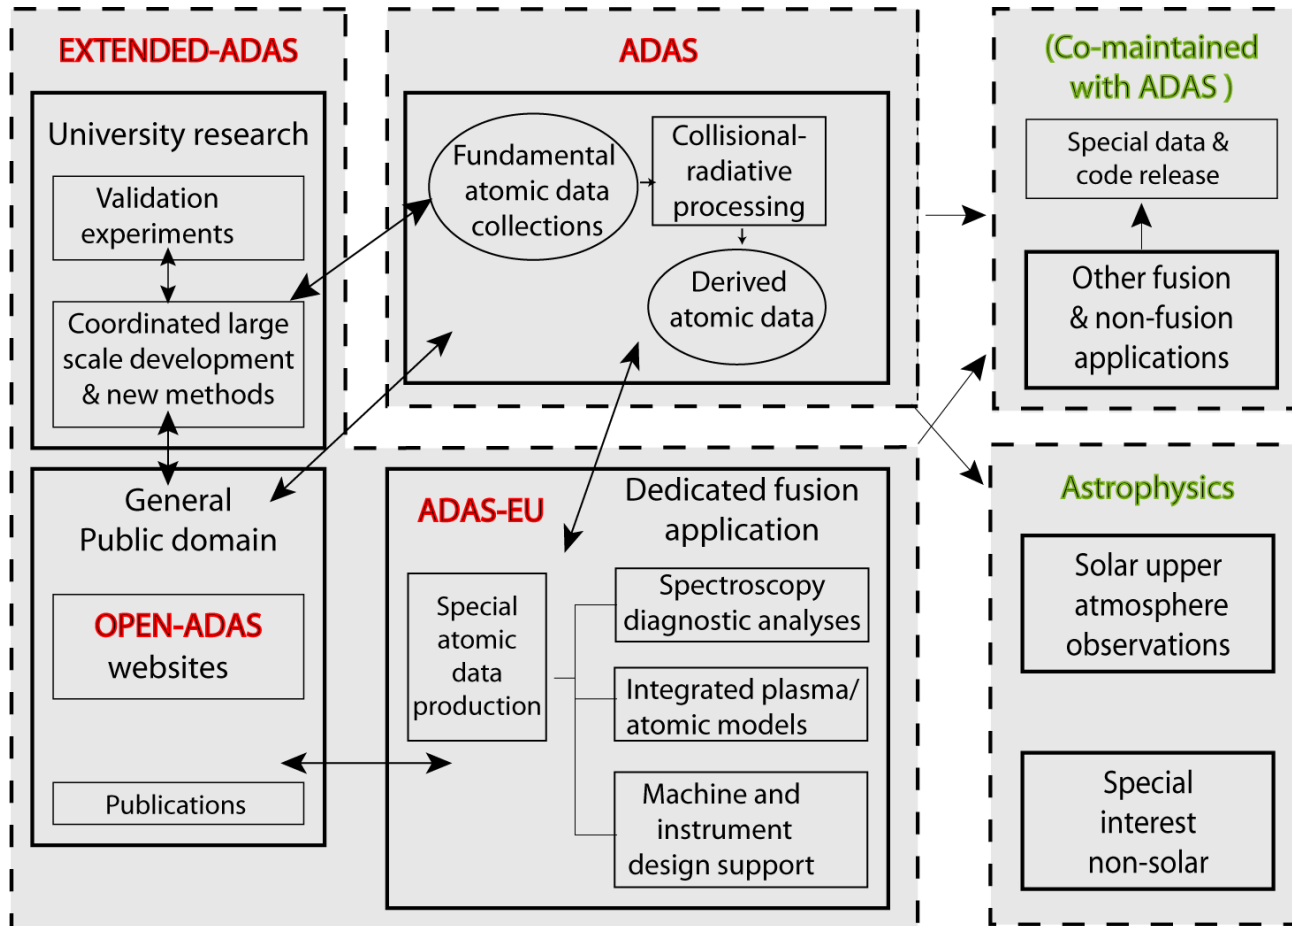 EXTENDED-ADAS
University research
Validation
experiments
Coordinated large
scale development
& new methods
General
Public domain
OPEN-ADAS
websites
Publications
ADAS
Fundamental
atomic data
collections
Collisional-
radiative
processing
Derived
atomic data
ADAS-EU
Dedicated fusion
application
Special
atomic
data
production
Spectroscopy
diagnostic analyses
Integrated plasma/
atomic models
Machine and
instrument
design support
(Co-maintained
with ADAS )
Special data &
code release
Other fusion
& non-fusion
applications
Astrophysics
Solar upper
atmosphere
observations
Special
interest
non-solar